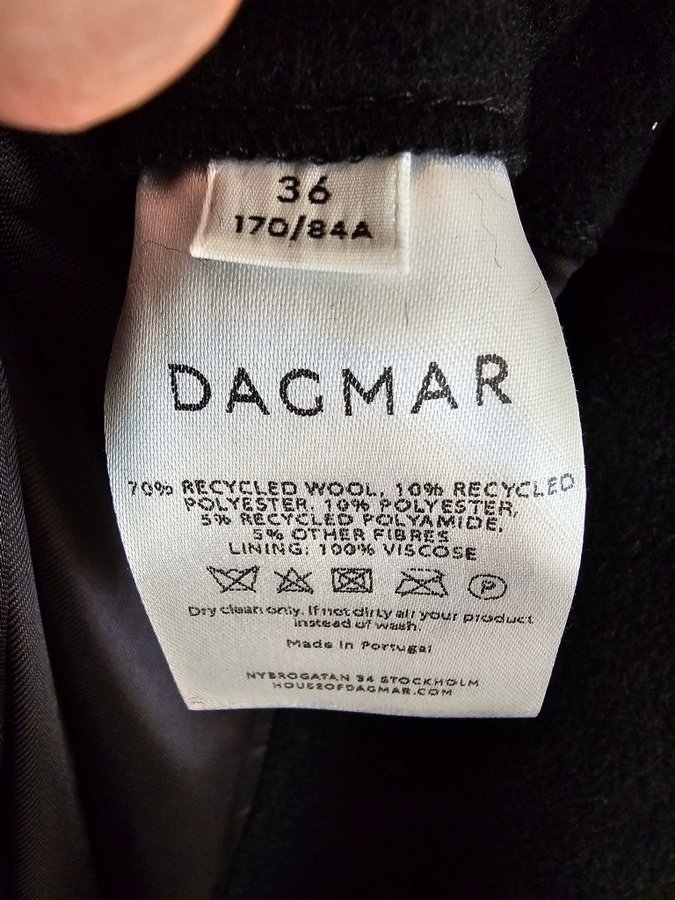 36
170/84A
DAGMAR
70% RECYCLED WOOL, 10% RECYCLED
POLYESTER, 10% POLYESTER,
5% RECYCLED POLYAMIDE,
5% OTHER FIBRES
LINING: 100% VISCOSE
P
Dry clean only. If not dirty air your product
instead of wash.
Made in Portugal
NYBROGATAN 34 STOCKHOLM
HOUSEOFDAGMAR.COM